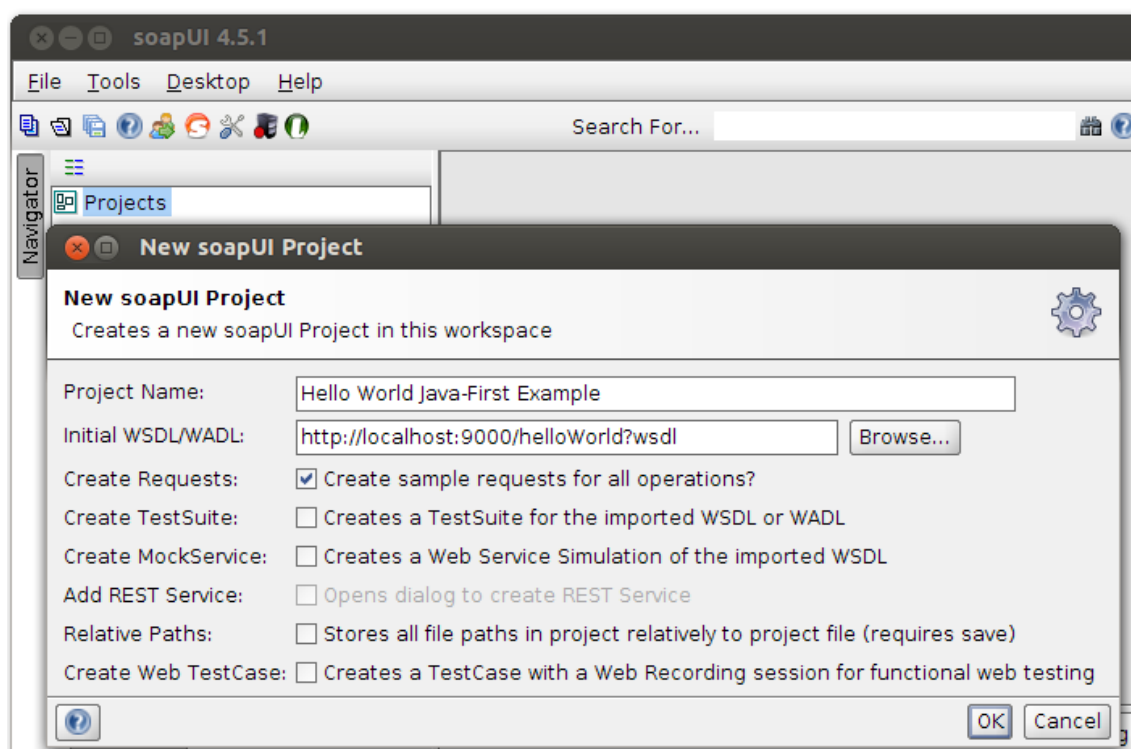 soapUI 4.5.1
File Tools Desktop Help
Search For...
Navigator
Projects
New soapUI Project
New soapUI Project
Creates a new soapUI Project in this workspace
Project Name: Hello World Java-First Example
Initial WSDL/WADL: http://localhost:9000/helloWorld?wsdl Browse...
Create Requests: Create sample requests for all operations?
Create TestSuite: Creates a TestSuite for the imported WSDL or WADL
Create MockService: Creates a Web Service Simulation of the imported WSDL
Add REST Service: Opens dialog to create REST Service
Relative Paths: Stores all file paths in project relatively to project file (requires save)
Create Web TestCase: Creates a TestCase with a Web Recording session for functional web testing
OK Cancel